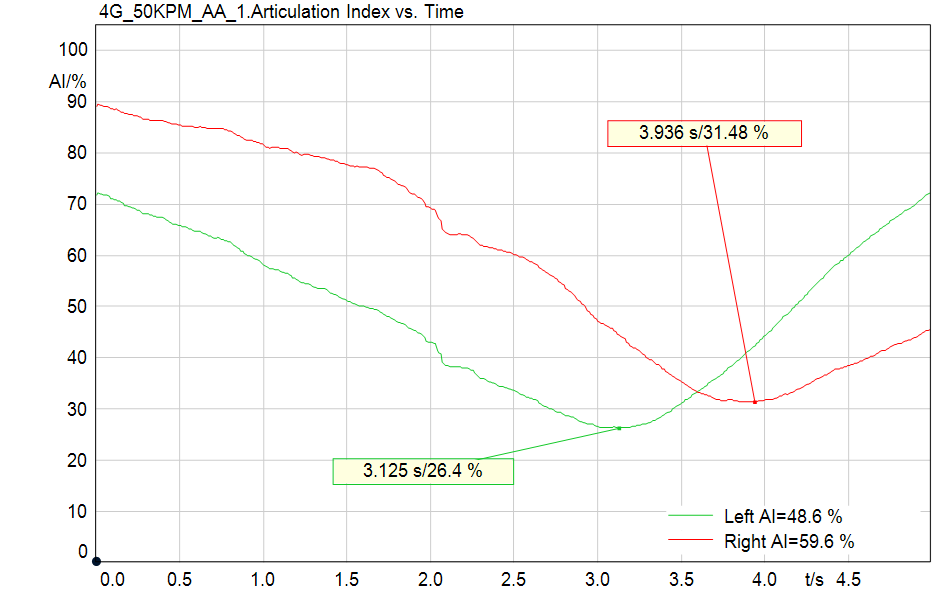 4G_50KPM_AA_1.Articulation Index vs. Time
100
AI/%
90
80
70
60
50
40
30
20
10
0
3.936 s/31.48 %
3.125 s/26.4 %
Left AI=48.6 %
Right AI=59.6 %
0.0 0.5 1.0 1.5 2.0 2.5 3.0 3.5 4.0 t/s 4.5